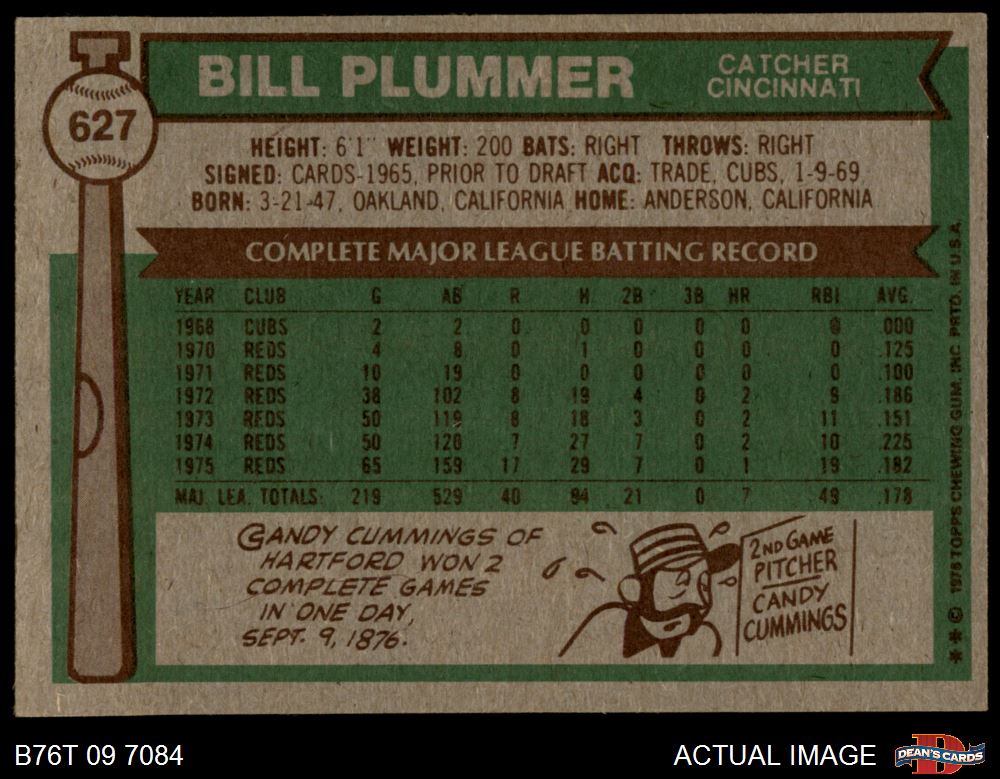 627
BILL PLUMMER
CATCHER
CINCINNATI
HEIGHT: 6'1" WEIGHT: 200 BATS: RIGHT THROWS: RIGHT
SIGNED: CARDS-1965, PRIOR TO DRAFT ACQ: TRADE, CUBS, 1-9-69
BORN: 3-21-47, OAKLAND, CALIFORNIA HOME: ANDERSON, CALIFORNIA
COMPLETE MAJOR LEAGUE BATTING RECORD
YEAR CLUB G AB R H 2B 3B HR RBI AVG.
1968 CUBS 2 2 0 0 0 0 0 0 .000
1970 REDS 4 8 0 1 0 0 0 0 .125
1971 REDS 10 19 0 0 0 0 0 0 .100
1972 REDS 38 102 8 19 4 0 2 9 .186
1973 REDS 50 119 8 18 3 0 2 11 .151
1974 REDS 50 120 7 27 7 0 2 10 .225
1975 REDS 65 159 17 29 7 0 1 19 .182
MAJ. LEA. TOTALS: 219 529 40 94 21 0 7 49 .178
CANDY CUMMINGS OF
HARTFORD WON 2
COMPLETE GAMES
IN ONE DAY,
SEPT. 9, 1876.
2ND GAME
PITCHER
CANDY
CUMMINGS
** © 1976 TOPPS CHEWING GUM, INC. PRTD. IN U.S.A.
B76T 09 7084
ACTUAL IMAGE
DEAN'S CARDS